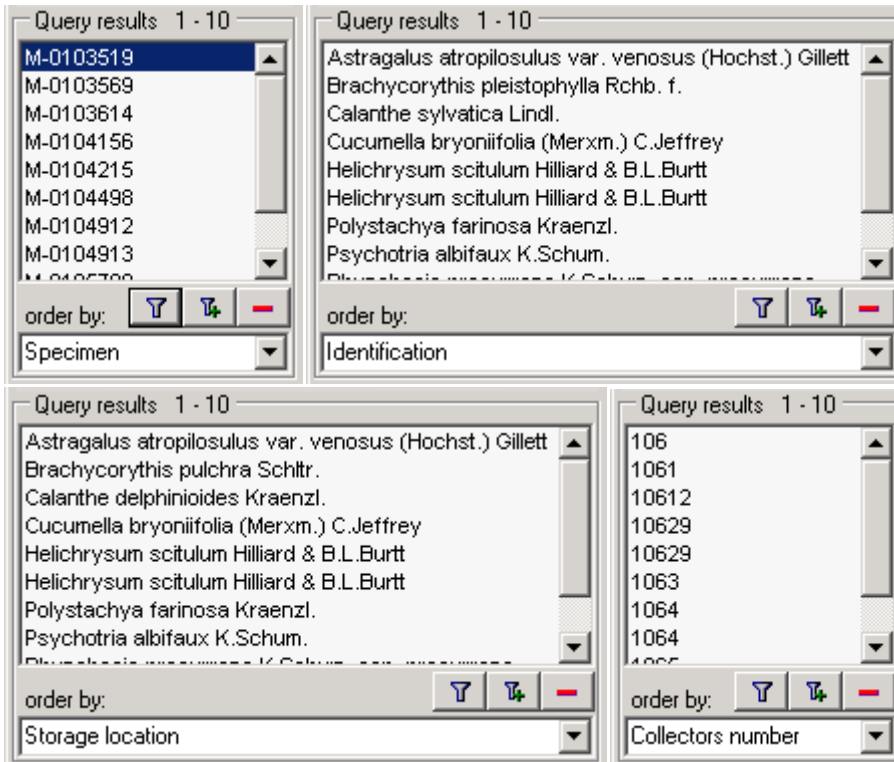 Query results 1 - 10
M-0103519
M-0103569
M-0103614
M-0104156
M-0104215
M-0104498
M-0104912
M-0104913
order by:
Specimen
Query results 1 - 10
Astragalus atropilosulus var. venosus (Hochst.) Gillett
Brachycorythis pleistophylla Rchb. f.
Calanthe sylvatica Lindl.
Cucumella bryoniifolia (Merxm.) C.Jeffrey
Helichrysum scitulum Hilliard & B.L.Burtt
Helichrysum scitulum Hilliard & B.L.Burtt
Polystachya farinosa Kraenzl.
Psychotria albifaux K.Schum.
order by:
Identification
Query results 1 - 10
Astragalus atropilosulus var. venosus (Hochst.) Gillett
Brachycorythis pulchra Schltr.
Calanthe delphinioides Kraenzl.
Cucumella bryoniifolia (Merxm.) C.Jeffrey
Helichrysum scitulum Hilliard & B.L.Burtt
Helichrysum scitulum Hilliard & B.L.Burtt
Polystachya farinosa Kraenzl.
Psychotria albifaux K.Schum.
order by:
Storage location
Query results 1 - 10
106
1061
10612
10629
10629
1063
1064
1064
order by:
Collectors number